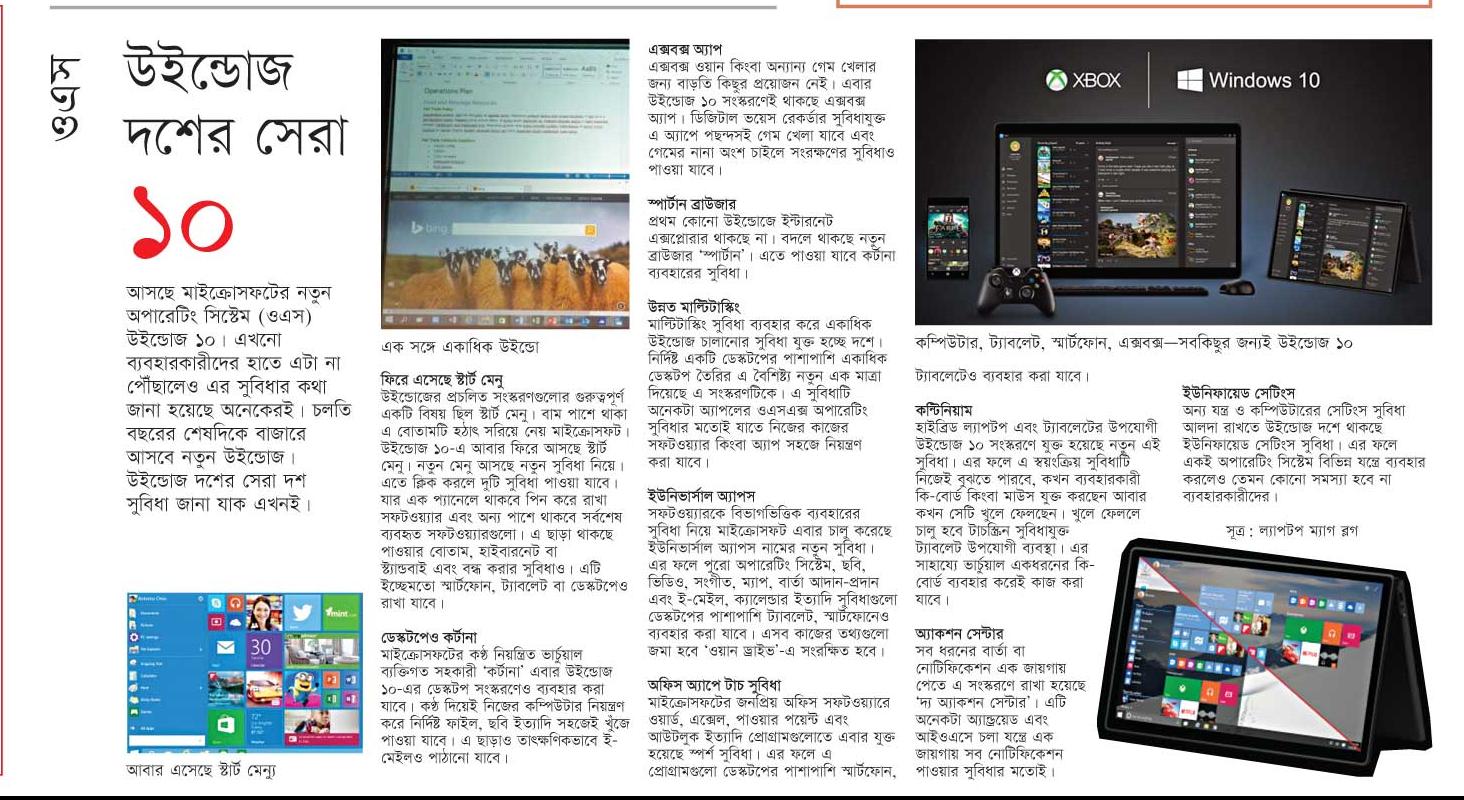 ওএস
উইন্ডোজ
দশের সেরা
১০
আসছে মাইক্রোসফটের নতুন
অপারেটিং সিস্টেম (ওএস)
উইন্ডোজ ১০। এখনো
ব্যবহারকারীদের হাতে এটা না
পৌঁছালেও এর সুবিধার কথা
জানা হয়েছে অনেকেরই। চলতি
বছরের শেষদিকে বাজারে
আসবে নতুন উইন্ডোজ।
উইন্ডোজ দশের সেরা দশ
সুবিধা জানা যাক এখনই।
আবার এসেছে স্টার্ট মেন্যু
Operations Plan
bing
এক সঙ্গে একাধিক উইন্ডো
ফিরে এসেছে স্টার্ট মেনু
উইন্ডোজের প্রচলিত সংস্করণগুলোর গুরুত্বপূর্ণ
একটি বিষয় ছিল স্টার্ট মেনু। বাম পাশে থাকা
এ বোতামটি হঠাৎ সরিয়ে নেয় মাইক্রোসফট।
উইন্ডোজ ১০-এ আবার ফিরে আসছে স্টার্ট
মেনু। নতুন মেনু আসছে নতুন সুবিধা নিয়ে।
এতে ক্লিক করলে দুটি সুবিধা পাওয়া যাবে।
যার এক প্যানেলে থাকবে পিন করে রাখা
সফটওয়্যার এবং অন্য পাশে থাকবে সর্বশেষ
ব্যবহৃত সফটওয়্যারগুলো। এ ছাড়া থাকছে
পাওয়ার বোতাম, হাইবারনেট বা
স্ট্যান্ডবাই এবং বন্ধ করার সুবিধাও। এটি
ইচ্ছেমতো স্মার্টফোন, ট্যাবলেট বা ডেস্কটপেও
রাখা যাবে।
ডেস্কটপেও কর্টানা
মাইক্রোসফটের কণ্ঠ নিয়ন্ত্রিত ভার্চুয়াল
ব্যক্তিগত সহকারী ‘কর্টানা’ এবার উইন্ডোজ
১০-এর ডেস্কটপ সংস্করণেও ব্যবহার করা
যাবে। কণ্ঠ দিয়েই নিজের কম্পিউটার নিয়ন্ত্রণ
করে নির্দিষ্ট ফাইল, ছবি ইত্যাদি সহজেই খুঁজে
পাওয়া যাবে। এ ছাড়াও তাৎক্ষণিকভাবে ই-
মেইলও পাঠানো যাবে।
এক্সবক্স অ্যাপ
এক্সবক্স ওয়ান কিংবা অন্যান্য গেম খেলার
জন্য বাড়তি কিছুর প্রয়োজন নেই। এবার
উইন্ডোজ ১০ সংস্করণেই থাকছে এক্সবক্স
অ্যাপ। ডিজিটাল ভয়েস রেকর্ডার সুবিধাযুক্ত
এ অ্যাপে পছন্দসই গেম খেলা যাবে এবং
গেমের নানা অংশ চাইলে সংরক্ষণের সুবিধাও
পাওয়া যাবে।
স্পার্টান ব্রাউজার
প্রথম কোনো উইন্ডোজে ইন্টারনেট
এক্সপ্লোরার থাকছে না। বদলে থাকছে নতুন
ব্রাউজার ‘স্পার্টান’। এতে পাওয়া যাবে কর্টানা
ব্যবহারের সুবিধা।
উন্নত মাল্টিটাস্কিং
মাল্টিটাস্কিং সুবিধা ব্যবহার করে একাধিক
উইন্ডোজ চালানোর সুবিধা যুক্ত হচ্ছে দশে।
নির্দিষ্ট একটি ডেস্কটপের পাশাপাশি একাধিক
ডেস্কটপ তৈরির এ বৈশিষ্ট্য নতুন এক মাত্রা
দিয়েছে এ সংস্করণটিকে। এ সুবিধাটি
অনেকটা অ্যাপলের ওএসএক্স অপারেটিং
সুবিধার মতোই যাতে নিজের কাজের
সফটওয়্যার কিংবা অ্যাপ সহজে নিয়ন্ত্রণ
করা যাবে।
ইউনিভার্সাল অ্যাপস
সফটওয়্যারকে বিভাগভিত্তিক ব্যবহারের
সুবিধা নিয়ে মাইক্রোসফট এবার চালু করেছে
ইউনিভার্সাল অ্যাপস নামের নতুন সুবিধা।
এর ফলে পুরো অপারেটিং সিস্টেম, ছবি,
ভিডিও, সংগীত, ম্যাপ, বার্তা আদান-প্রদান
এবং ই-মেইল, ক্যালেন্ডার ইত্যাদি সুবিধাগুলো
ডেস্কটপের পাশাপাশি ট্যাবলেট, স্মার্টফোনেও
ব্যবহার করা যাবে। এসব কাজের তথ্যগুলো
জমা হবে ‘ওয়ান ড্রাইভ’-এ সংরক্ষিত হবে।
অফিস অ্যাপে টাচ সুবিধা
মাইক্রোসফটের জনপ্রিয় অফিস সফটওয়্যারে
ওয়ার্ড, এক্সেল, পাওয়ার পয়েন্ট এবং
আউটলুক ইত্যাদি প্রোগ্রামগুলোতে এবার যুক্ত
হয়েছে স্পর্শ সুবিধা। এর ফলে এ
প্রোগ্রামগুলো ডেস্কটপের পাশাপাশি স্মার্টফোন,
XBOX
Windows 10
কম্পিউটার, ট্যাবলেট, স্মার্টফোন, এক্সবক্স—সবকিছুর জন্যই উইন্ডোজ ১০
ট্যাবলেটেও ব্যবহার করা যাবে।
কন্টিনিয়াম
হাইব্রিড ল্যাপটপ এবং ট্যাবলেটের উপযোগী
উইন্ডোজ ১০ সংস্করণে যুক্ত হয়েছে নতুন এই
সুবিধা। এর ফলে এ স্বয়ংক্রিয় সুবিধাটি
নিজেই বুঝতে পারবে, কখন ব্যবহারকারী
কি-বোর্ড কিংবা মাউস যুক্ত করছেন আবার
কখন সেটি খুলে ফেলছেন। খুলে ফেললে
চালু হবে টাচস্ক্রিন সুবিধাযুক্ত
ট্যাবলেট উপযোগী ব্যবস্থা। এর
সাহায্যে ভার্চুয়াল একধরনের কি-
বোর্ড ব্যবহার করেই কাজ করা
যাবে।
অ্যাকশন সেন্টার
সব ধরনের বার্তা বা
নোটিফিকেশন এক জায়গায়
পেতে এ সংস্করণে রাখা হয়েছে
‘দ্য অ্যাকশন সেন্টার’। এটি
অনেকটা অ্যান্ড্রয়েড এবং
আইওএসে চলা যন্ত্রে এক
জায়গায় সব নোটিফিকেশন
পাওয়ার সুবিধার মতোই।
ইউনিফায়েড সেটিংস
অন্য যন্ত্র ও কম্পিউটারের সেটিংস সুবিধা
আলদা রাখতে উইন্ডোজ দশে থাকছে
ইউনিফায়েড সেটিংস সুবিধা। এর ফলে
একই অপারেটিং সিস্টেম বিভিন্ন যন্ত্রে ব্যবহার
করলেও তেমন কোনো সমস্যা হবে না
ব্যবহারকারীদের।
সূত্র : ল্যাপটপ ম্যাগ ব্লগ